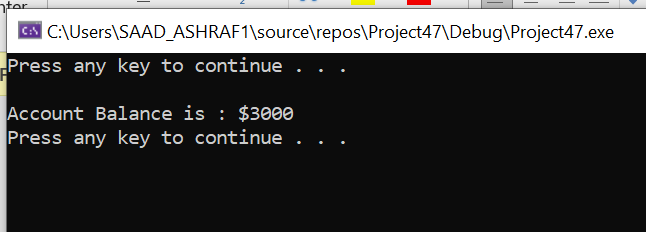 C:\Users\SAAD_ASHRAF1\source\repos\Project47\Debug\Project47.exe
Press any key to continue . . .
Account Balance is : $3000
Press any key to continue . . .